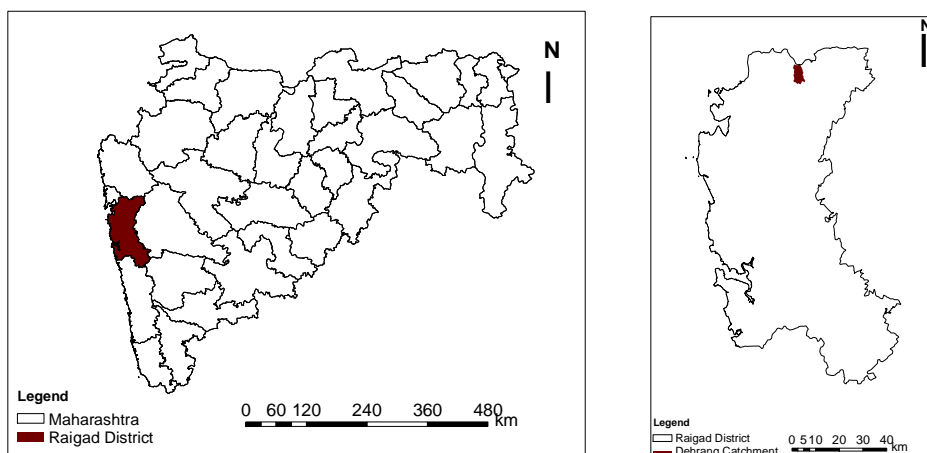 N
Legend
Maharashtra
Raigad District
0 60 120 240 360 480
km
N
Legend
Raigad District
Dehrang Catchment
0 5 10 20 30 40
km